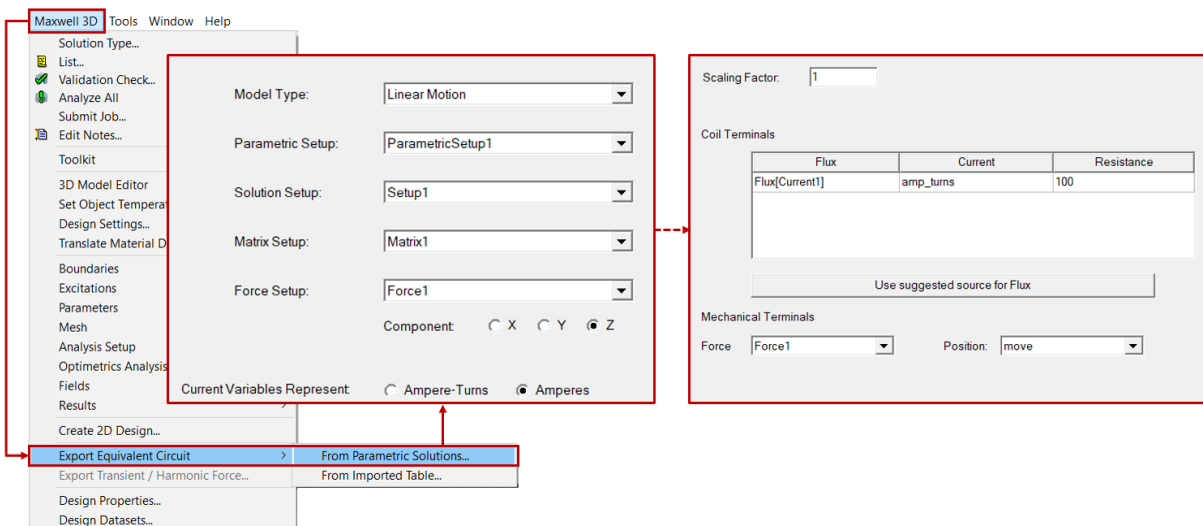 Maxwell 3D Tools Window Help
Solution Type...
List...
Validation Check...
Analyze All
Submit Job...
Edit Notes...
Toolkit
3D Model Editor
Set Object Temperat
Design Settings...
Translate Material D
Boundaries
Excitations
Parameters
Mesh
Analysis Setup
Optimetrics Analysis
Fields
Results
Create 2D Design...
Export Equivalent Circuit
Export Transient / Harmonic Force...
Design Properties...
Design Datasets...
From Parametric Solutions...
From Imported Table...
Model Type: Linear Motion
Parametric Setup: ParametricSetup1
Solution Setup: Setup1
Matrix Setup: Matrix1
Force Setup: Force1
Component: X Y Z
Current Variables Represent: Ampere-Turns Amperes
Scaling Factor: 1
Coil Terminals
Flux Current Resistance
Flux[Current1] amp_turns 100
Use suggested source for Flux
Mechanical Terminals
Force Force1 Position: move